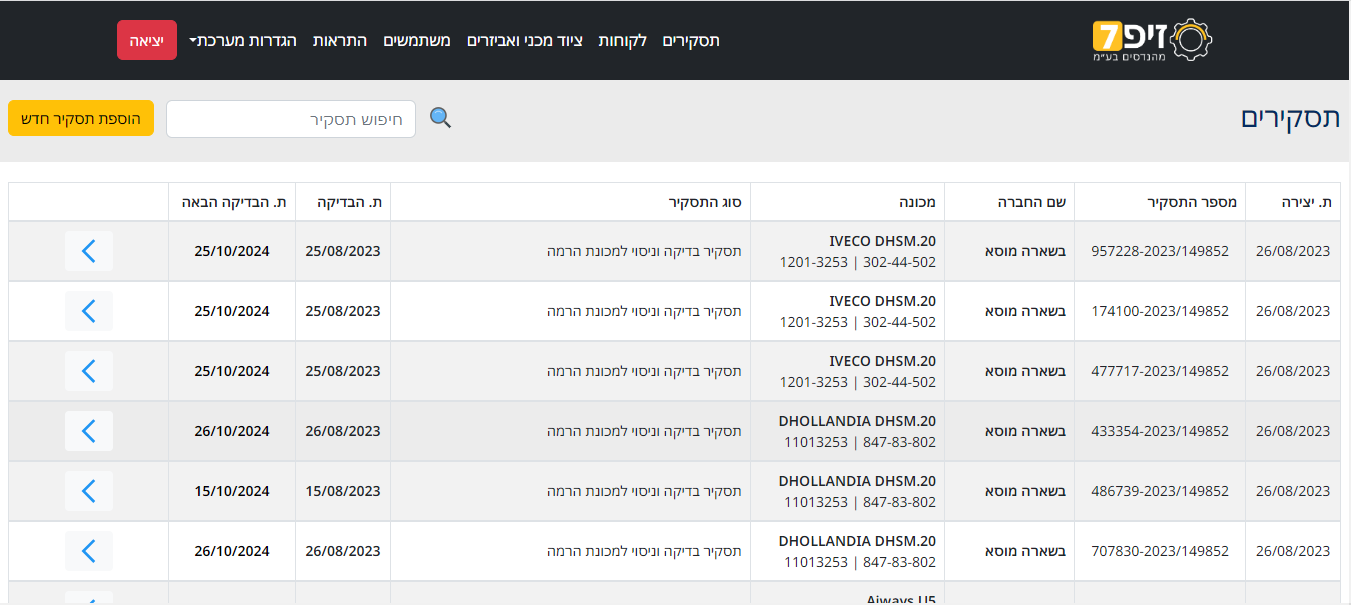 זיפ7
מהנדסים בע"מ
תסקירים לקוחות ציוד מכני ואביזרים משתמשים התראות הגדרות מערכת יציאה
תסקירים
חיפוש תסקיר
הוספת תסקיר חדש
ת. יצירה מספר התסקיר שם החברה מכונה סוג התסקיר ת. הבדיקה ת. הבדיקה הבאה
26/08/2023 957228-2023/149852 בשארה מוסא IVECO DHSM.20 תסקיר בדיקה וניסוי למכונת הרמה 25/08/2023 25/10/2024
1201-3253 | 302-44-502
26/08/2023 174100-2023/149852 בשארה מוסא IVECO DHSM.20 תסקיר בדיקה וניסוי למכונת הרמה 25/08/2023 25/10/2024
1201-3253 | 302-44-502
26/08/2023 477717-2023/149852 בשארה מוסא IVECO DHSM.20 תסקיר בדיקה וניסוי למכונת הרמה 25/08/2023 25/10/2024
1201-3253 | 302-44-502
26/08/2023 433354-2023/149852 בשארה מוסא DHOLLANDIA DHSM.20 תסקיר בדיקה וניסוי למכונת הרמה 26/08/2023 26/10/2024
11013253 | 847-83-802
26/08/2023 486739-2023/149852 בשארה מוסא DHOLLANDIA DHSM.20 תסקיר בדיקה וניסוי למכונת הרמה 15/08/2023 15/10/2024
11013253 | 847-83-802
26/08/2023 707830-2023/149852 בשארה מוסא DHOLLANDIA DHSM.20 תסקיר בדיקה וניסוי למכונת הרמה 26/08/2023 26/10/2024
11013253 | 847-83-802
Aiways U5